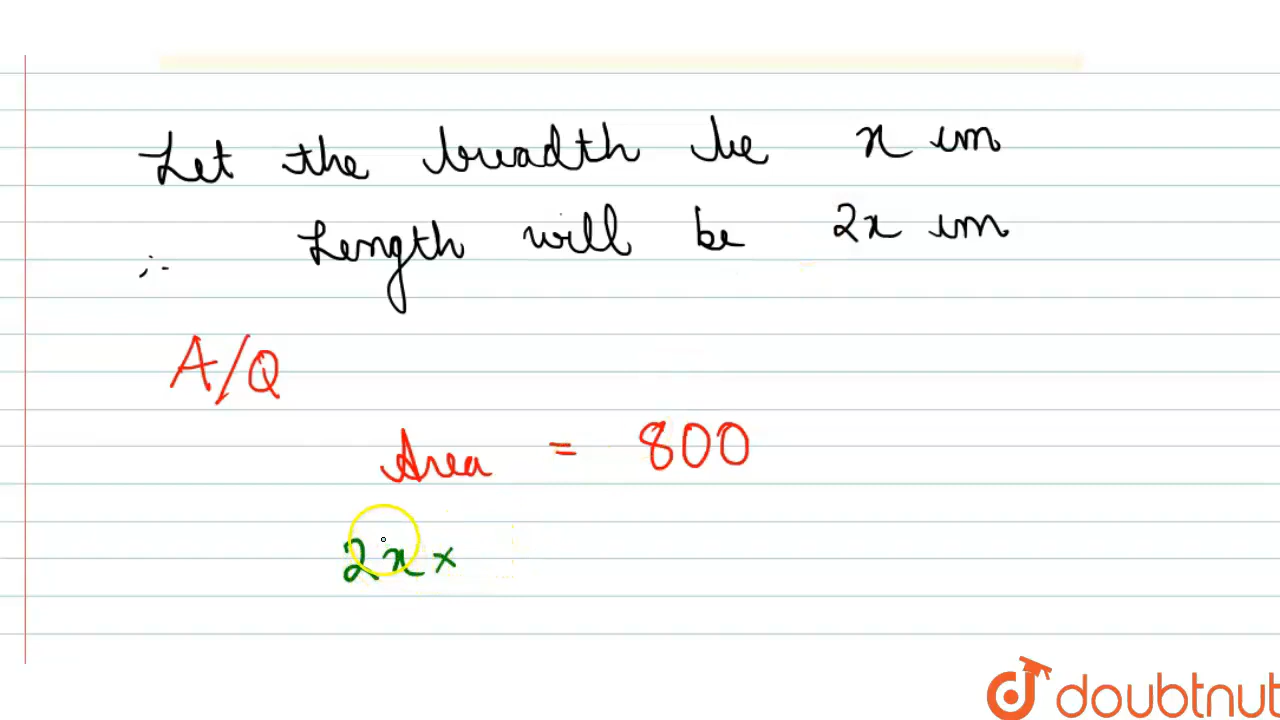 Let the breadth be x cm
∴ Length will be 2x cm
A/Q
Area = 800
2x ×
doubtnut